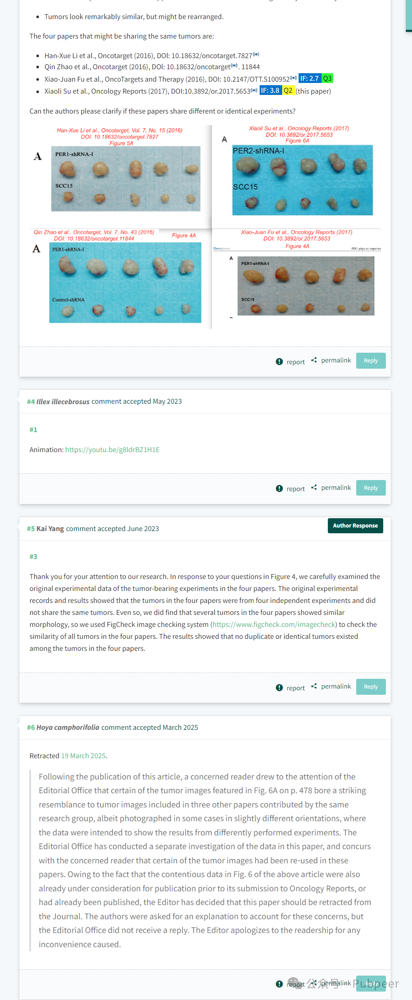 Tumors look remarkably similar, but might be rearranged.
The four papers that might be sharing the same tumors are:
Han-Xue Li et al., Oncotarget (2016), DOI: 10.18632/oncotarget.7827
Qin Zhao et al., Oncotarget (2016), DOI: 10.18632/oncotarget. 11844
Xiao-Juan Fu et al., OncoTargets and Therapy (2016), DOI: 10.2147/OTT.S100952 IF: 2.7 Q3
Xiaoli Su et al., Oncology Reports (2017), DOI:10.3892/or.2017.5653 IF: 3.8 Q2 (this paper)
Can the authors please clarify if these papers share different or identical experiments?
Han-Xue Li et al., Oncotarget, Vol. 7, No. 15 (2016)
DOI: 10.18632/oncotarget.7827
Figure 5A
A
PER1-shRNA-I
SCC15
Xiaoli Su et al., Oncology Reports (2017)
DOI: 10.3892/or.2017.5653
Figure 6A
A
PER2-shRNA-I
SCC15
Qin Zhao et al., Oncotarget, Vol. 7, No. 43 (2016)
DOI: 10.18632/oncotarget.11844
Figure 4A
A
PER1-shRNA-I
Control-shRNA
Xiao-Juan Fu et al., Oncology Reports (2017)
DOI: 10.3892/or.2017.5653
Figure 4A
Dovepress
PER1 plays an importar
A
PER1-shRNA-I
SCC15
report permalink Reply
#4 Illex illecebrosus comment accepted May 2023
#1
Animation: https://youtu.be/g8ldrBZ1H1E
report permalink Reply
#5 Kai Yang comment accepted June 2023
Author Response
#3
Thank you for your attention to our research. In response to your questions in Figure 4, we carefully examined the
original experimental data of the tumor-bearing experiments in the four papers. The original experimental
records and results showed that the tumors in the four papers were from four independent experiments and did
not share the same tumors. Even so, we did find that several tumors in the four papers showed similar
morphology, so we used FigCheck image checking system (https://www.figcheck.com/imagecheck) to check the
similarity of all tumors in the four papers. The results showed that no duplicate or identical tumors existed
among the tumors in the four papers.
report permalink Reply
#6 Hoya camphorifolia comment accepted March 2025
Retracted 19 March 2025.
Following the publication of this article, a concerned reader drew to the attention of the
Editorial Office that certain of the tumor images featured in Fig. 6A on p. 478 bore a striking
resemblance to tumor images included in three other papers contributed by the same
research group, albeit photographed in some cases in slightly different orientations, where
the data were intended to show the results from differently performed experiments. The
Editorial Office has conducted a separate investigation of the data in this paper, and concurs
with the concerned reader that certain of the tumor images had been re-used in these
papers. Owing to the fact that the contentious data in Fig. 6 of the above article were also
already under consideration for publication prior to its submission to Oncology Reports, or
had already been published, the Editor has decided that this paper should be retracted from
the Journal. The authors were asked for an explanation to account for these concerns, but
the Editorial Office did not receive a reply. The Editor apologizes to the readership for any
inconvenience caused.
report permalink Reply
公众号 · Pubpeer